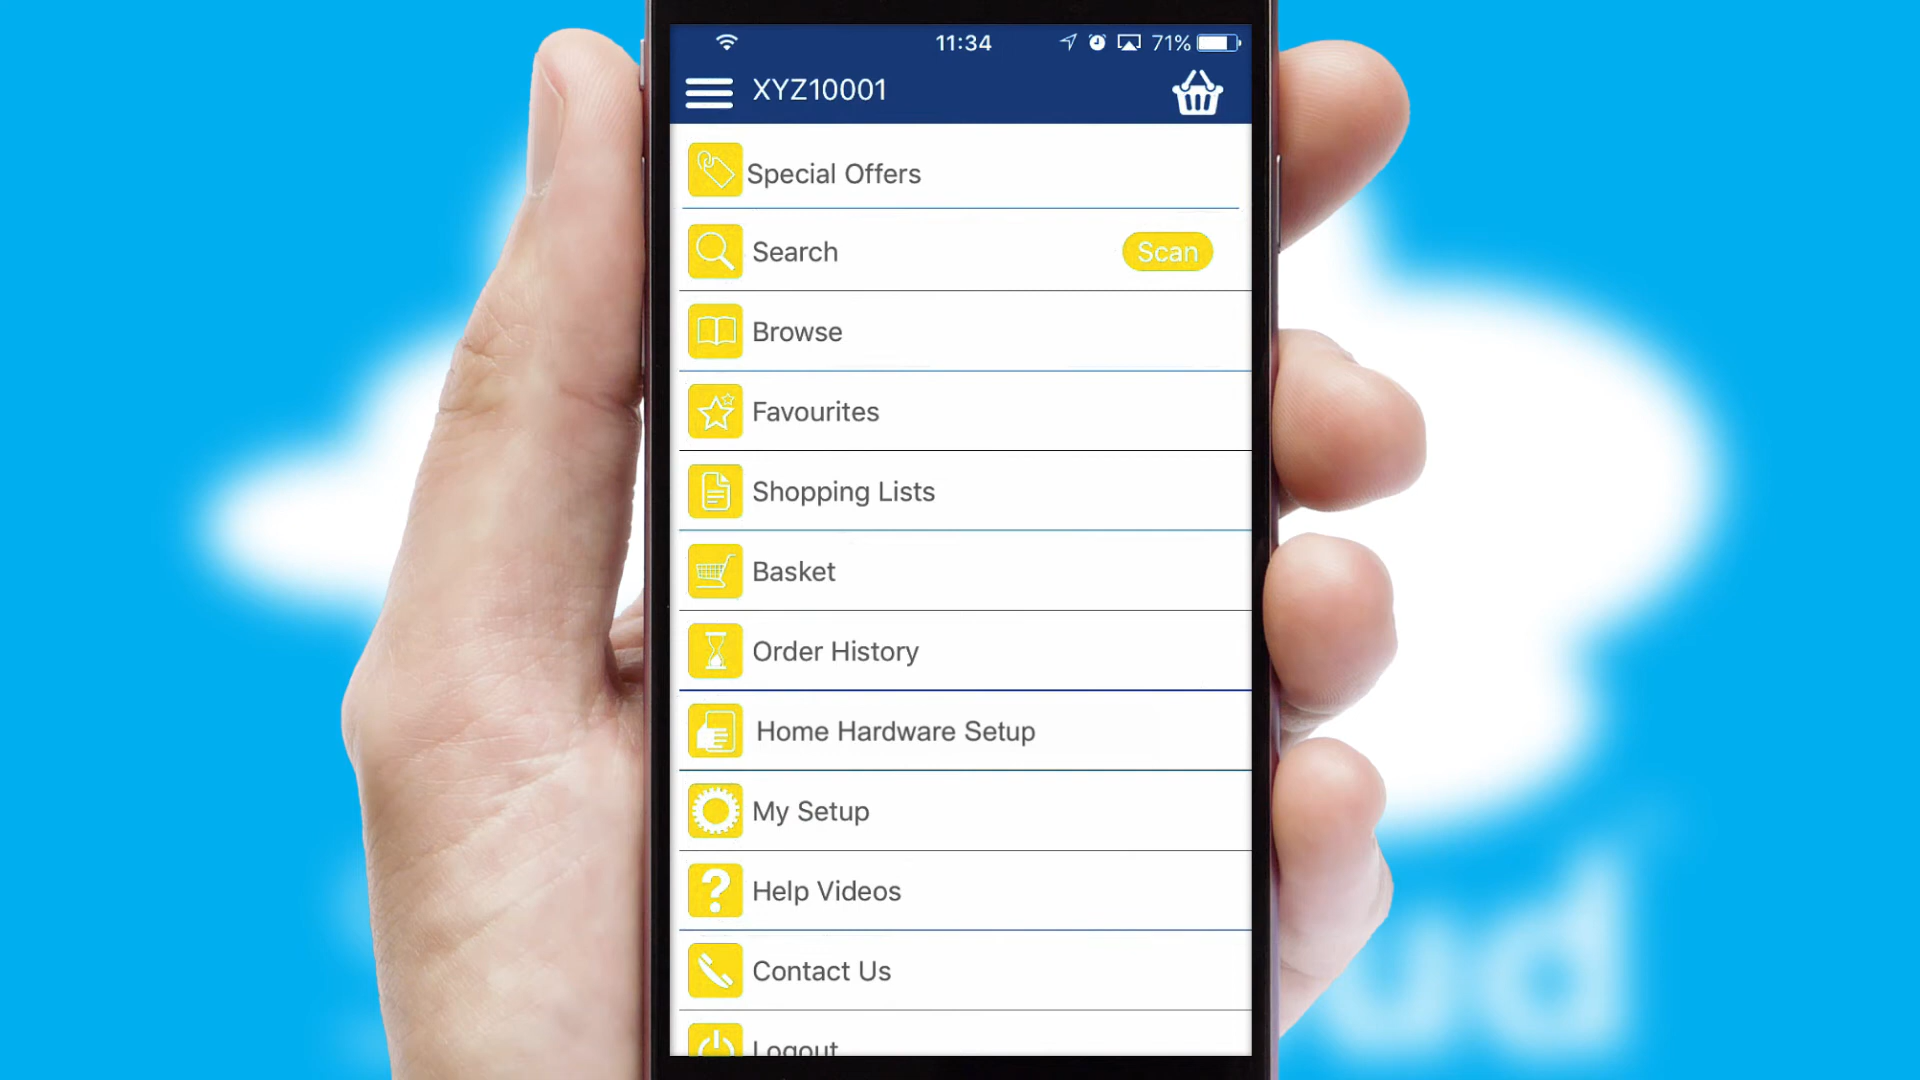 11:34
71%
XYZ10001
Special Offers
Search
Scan
Browse
Favourites
Shopping Lists
Basket
Order History
Home Hardware Setup
My Setup
Help Videos
Contact Us
Logout
ud